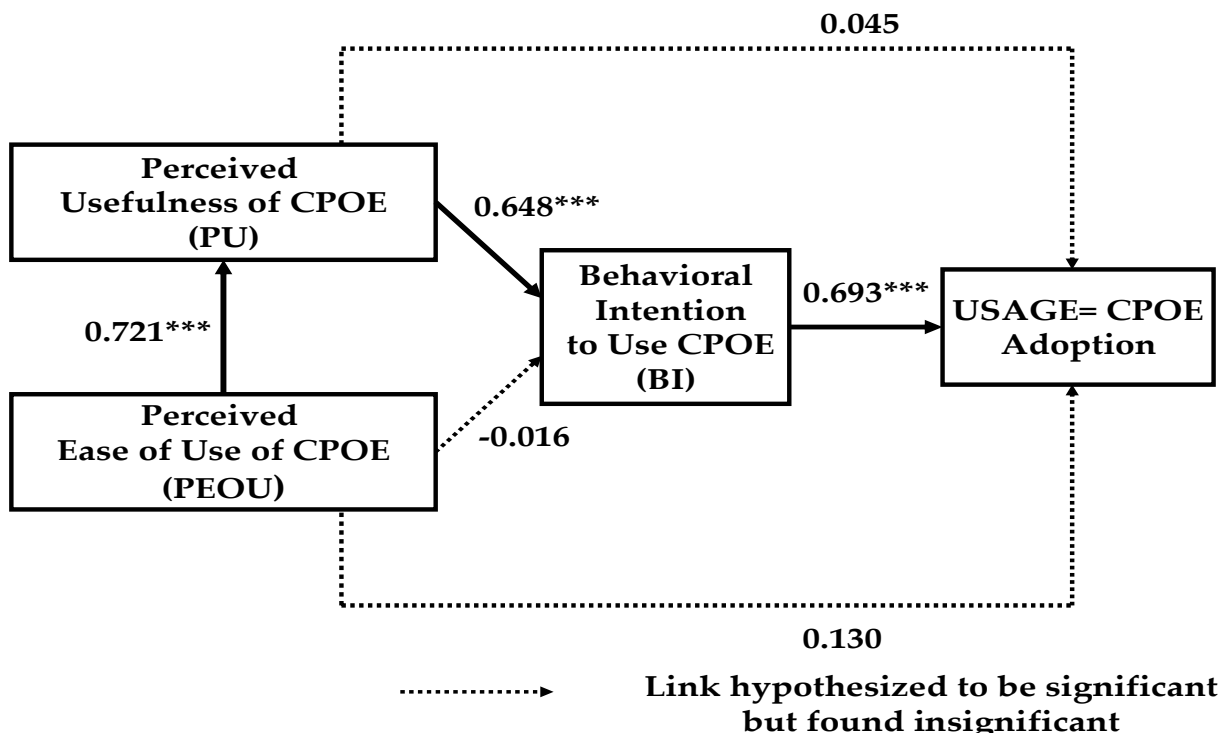 0.045
Perceived
Usefulness of CPOE
(PU)
0.648***
Behavioral
Intention
to Use CPOE
(BI)
0.693***
USAGE= CPOE
Adoption
0.721***
Perceived
Ease of Use of CPOE
(PEOU)
-0.016
0.130
Link hypothesized to be significant
but found insignificant